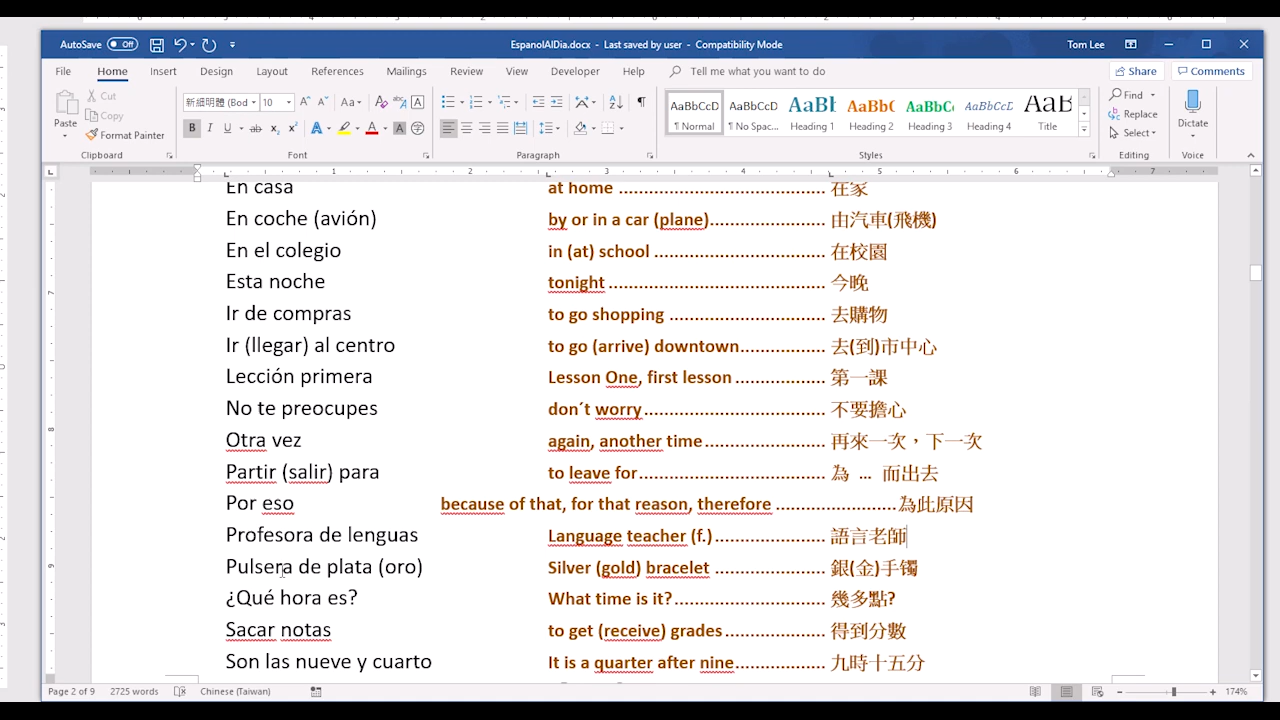 AutoSave Off EspanolAlDia.docx - Last saved by user - Compatibility Mode Tom Lee
File Home Insert Design Layout References Mailings Review View Developer Help Tell me what you want to do Share Comments
Paste Cut Copy Format Painter
新細明體 (Bod 10
AaBbCcD AaBbCcD AaBb AaBbC AaBbCc AaBbCcD AaB
¶ Normal ¶ No Spac... Heading 1 Heading 2 Heading 3 Heading 4 Title
Find Replace Select Dictate
Clipboard Font Paragraph Styles Editing Voice
En casa at home ........ 在家
En coche (avión) by or in a car (plane)........ 由汽車(飛機)
En el colegio in (at) school ........ 在校園
Esta noche tonight ........ 今晚
Ir de compras to go shopping ........ 去購物
Ir (llegar) al centro to go (arrive) downtown........ 去(到)市中心
Lección primera Lesson One, first lesson ........ 第一課
No te preocupes don´t worry........ 不要擔心
Otra vez again, another time........ 再來一次，下一次
Partir (salir) para to leave for........ 為 … 而出去
Por eso because of that, for that reason, therefore ........為此原因
Profesora de lenguas Language teacher (f.) ........ 語言老師
Pulsera de plata (oro) Silver (gold) bracelet ........ 銀(金)手镯
¿Qué hora es? What time is it?........ 幾多點?
Sacar notas to get (receive) grades ........ 得到分數
Son las nueve y cuarto It is a quarter after nine........ 九時十五分
Page 2 of 9 2725 words Chinese (Taiwan) 174%